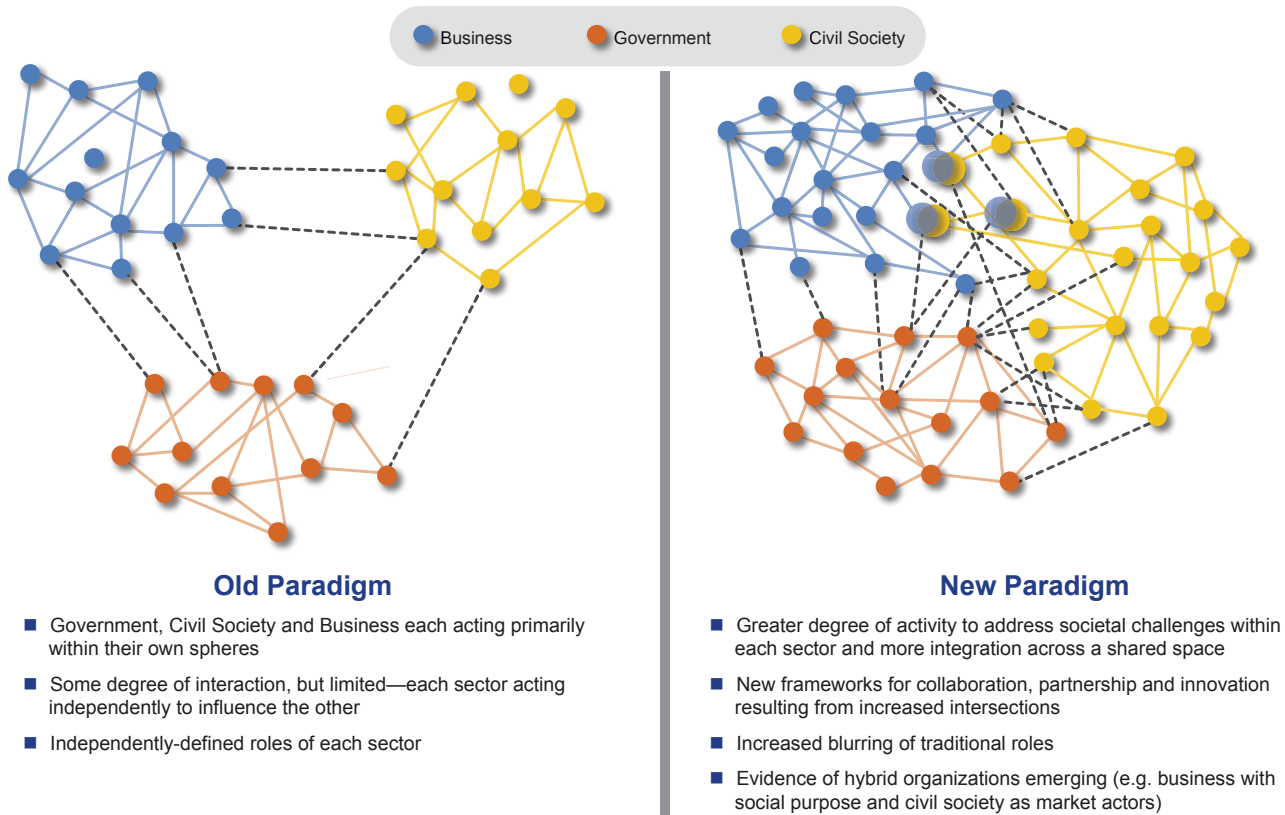 Business Government Civil Society
Old Paradigm
■ Government, Civil Society and Business each acting primarily
within their own spheres
■ Some degree of interaction, but limited—each sector acting
independently to influence the other
■ Independently-defined roles of each sector
New Paradigm
■ Greater degree of activity to address societal challenges within
each sector and more integration across a shared space
■ New frameworks for collaboration, partnership and innovation
resulting from increased intersections
■ Increased blurring of traditional roles
■ Evidence of hybrid organizations emerging (e.g. business with
social purpose and civil society as market actors)